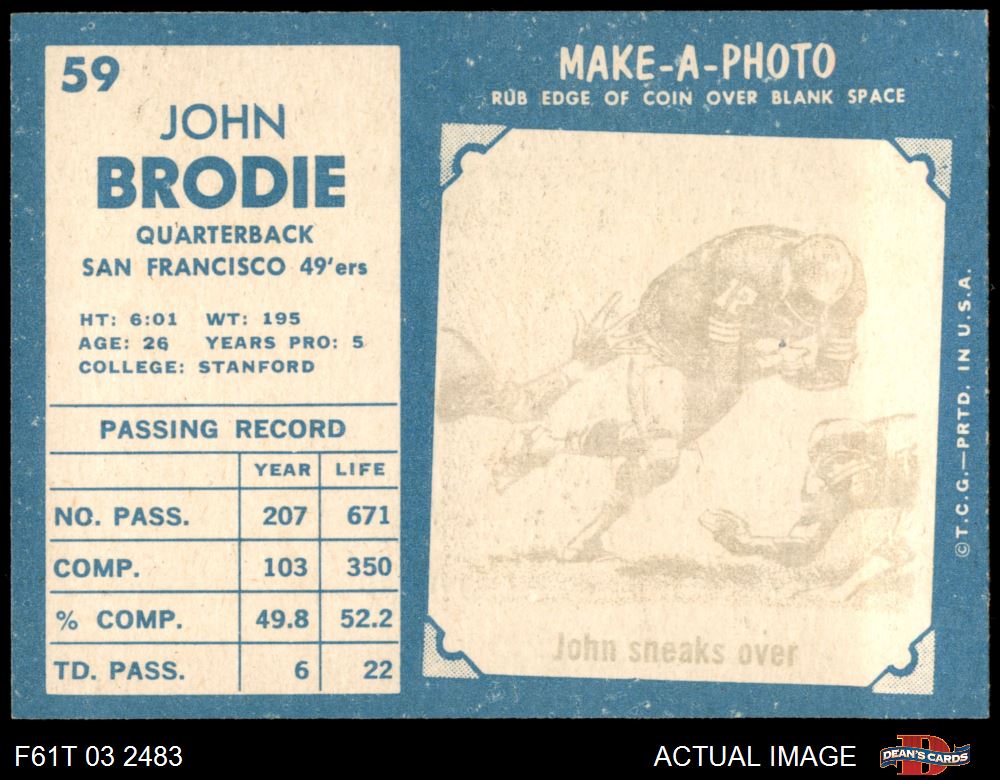 59
JOHN
BRODIE
QUARTERBACK
SAN FRANCISCO 49'ers
HT: 6:01 WT: 195
AGE: 26 YEARS PRO: 5
COLLEGE: STANFORD
PASSING RECORD
YEAR LIFE
NO. PASS. 207 671
COMP. 103 350
% COMP. 49.8 52.2
TD. PASS. 6 22
MAKE-A-PHOTO
RUB EDGE OF COIN OVER BLANK SPACE
12
John sneaks over
©T.C.G.—PRTD. IN U.S.A.
F61T 03 2483
ACTUAL IMAGE
DEAN'S CARDS